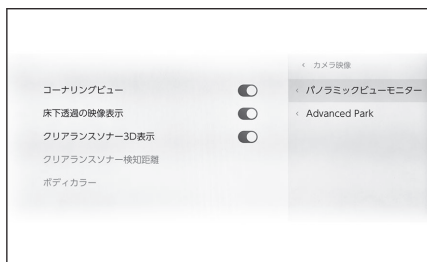 コーナリングビュー
床下透過の映像表示
クリアランスソナー3D表示
クリアランスソナー検知距離
ボディカラー
‹ カメラ映像
‹ パノラミックビューモニター
‹ Advanced Park